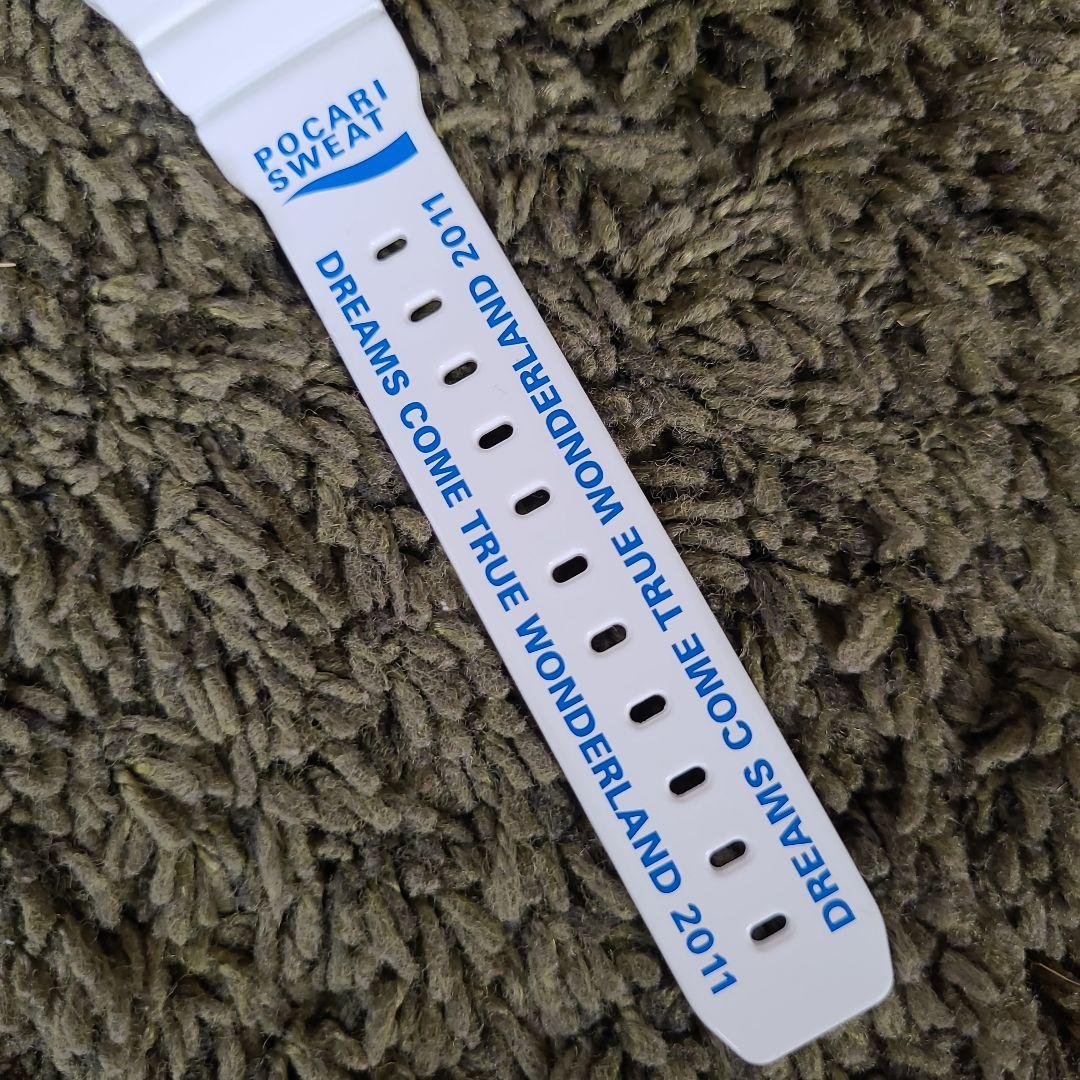 POCARI
SWEAT
DREAMS COME TRUE WONDERLAND 2011
DREAMS COME TRUE WONDERLAND 2011